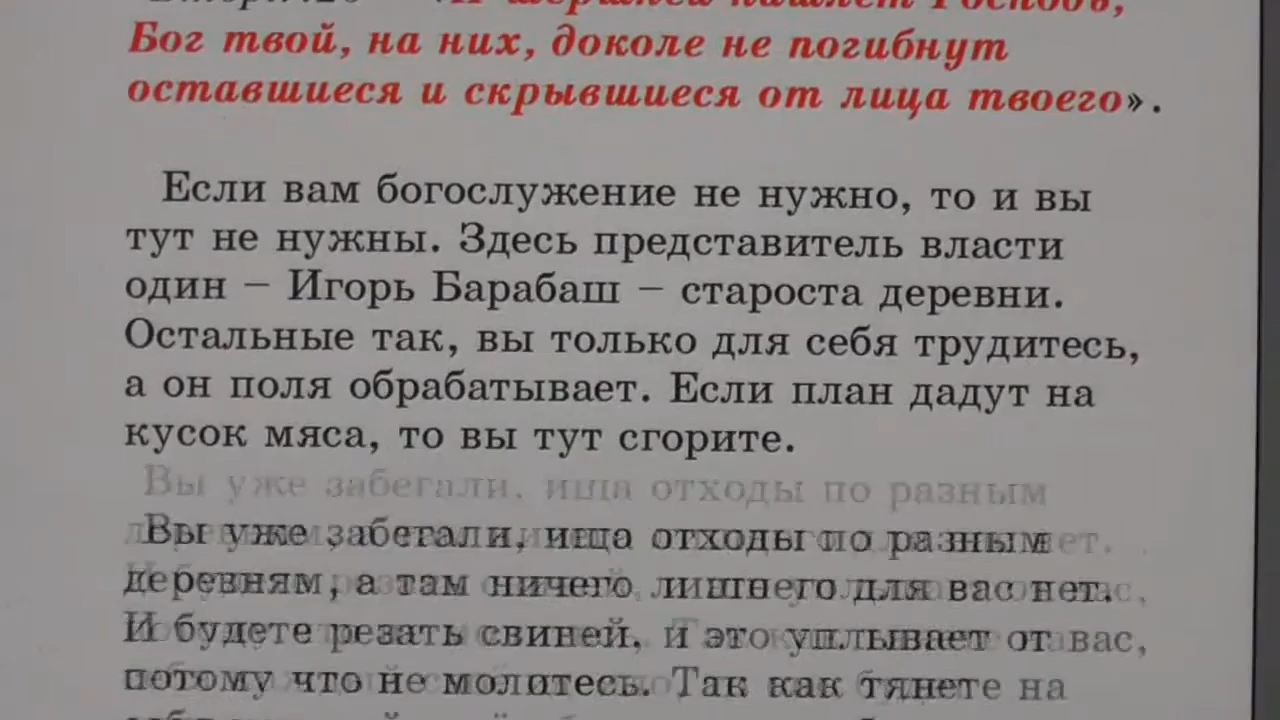 Бог твой, на них, доколе не погибнут
оставшиеся и скрывшиеся от лица твоего».
Если вам богослужение не нужно, то и вы
тут не нужны. Здесь представитель власти
один – Игорь Барабаш – староста деревни.
Остальные так, вы только для себя трудитесь,
а он поля обрабатывает. Если план дадут на
кусок мяса, то вы тут сгорите.
Вы уже забегали, ища отходы по разным
Вы уже забегали, ища отходы по разным
деревням, а там ничего лишнего для вас нет.
И будете резать свиней, и это уплывает от вас,
потому что не молитесь. Так как тянете на